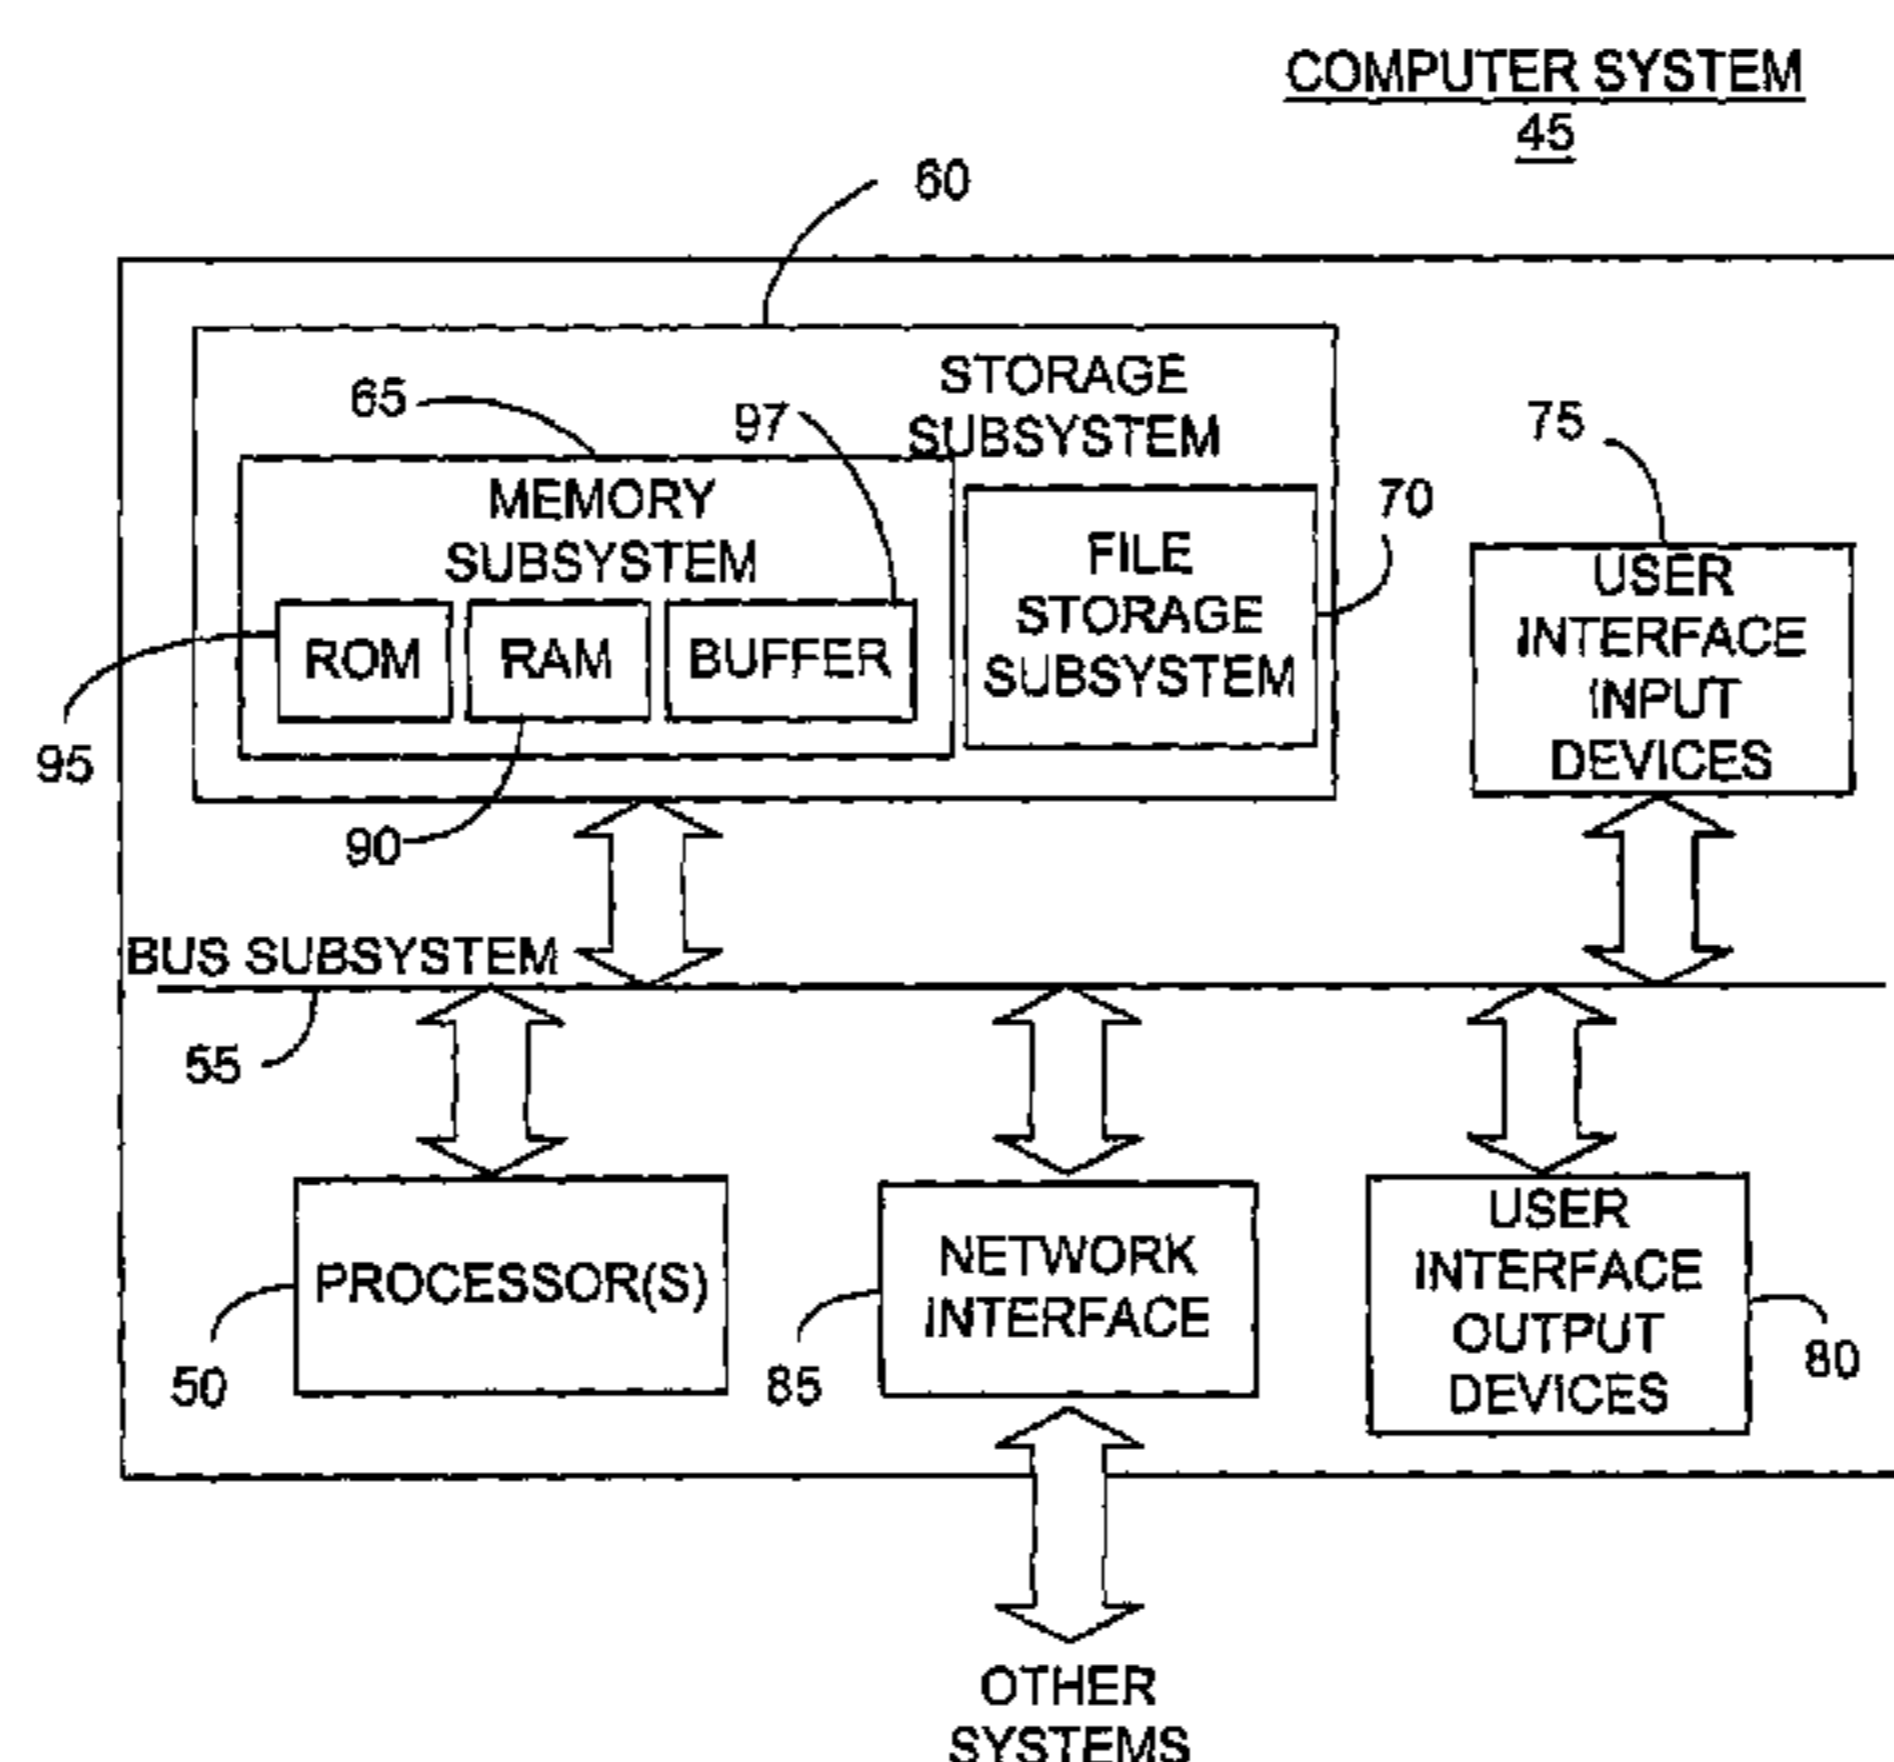 COMPUTER SYSTEM
45
60
STORAGE
SUBSYSTEM
65
97
75
70
MEMORY
SUBSYSTEM
FILE
STORAGE
SUBSYSTEM
USER
INTERFACE
INPUT
DEVICES
ROM
RAM
BUFFER
95
90
BUS SUBSYSTEM
55
PROCESSOR(S)
NETWORK
INTERFACE
USER
INTERFACE
OUTPUT
DEVICES
50
85
80
OTHER
SYSTEMS